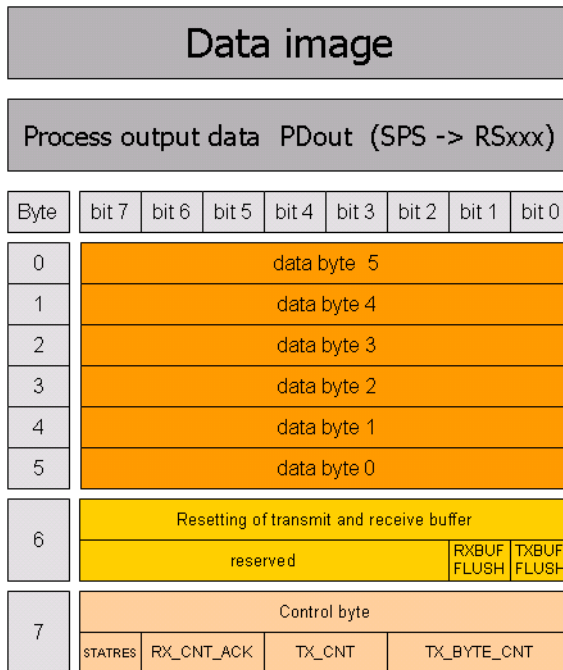 Data image
Process output data PDout (SPS -> RSxxx)
Byte bit 7 bit 6 bit 5 bit 4 bit 3 bit 2 bit 1 bit 0
0 data byte 5
1 data byte 4
2 data byte 3
3 data byte 2
4 data byte 1
5 data byte 0
6 Resetting of transmit and receive buffer
reserved RXBUF FLUSH TXBUF FLUSH
7 Control byte
STATRES RX_CNT_ACK TX_CNT TX_BYTE_CNT